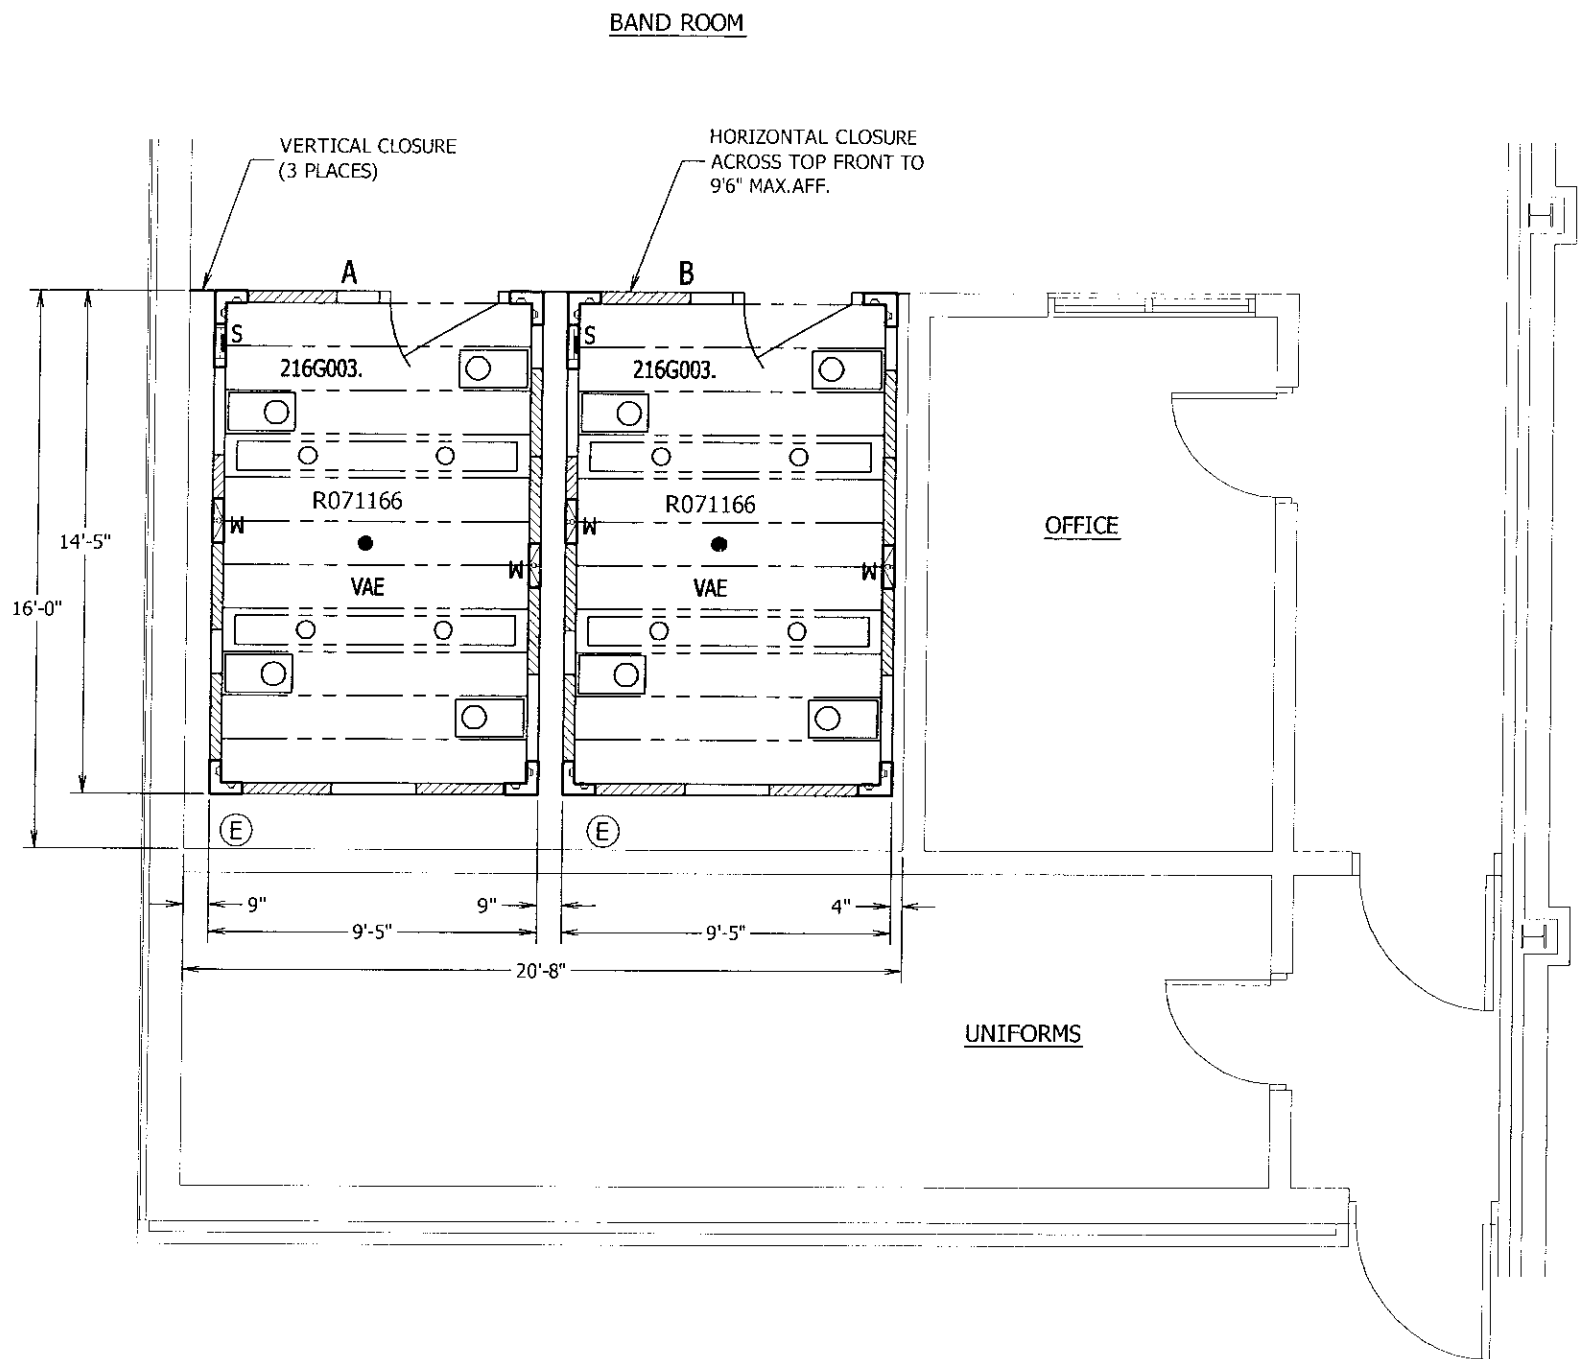 BAND ROOM
VERTICAL CLOSURE
(3 PLACES)
HORIZONTAL CLOSURE
ACROSS TOP FRONT TO
9'6" MAX.AFF.
A
B
S
S
216G003.
216G003.
R071166
R071166
M
M
M
M
VAE
VAE
OFFICE
14'-5"
16'-0"
E
E
9"
9"
4"
9'-5"
9'-5"
20'-8"
UNIFORMS